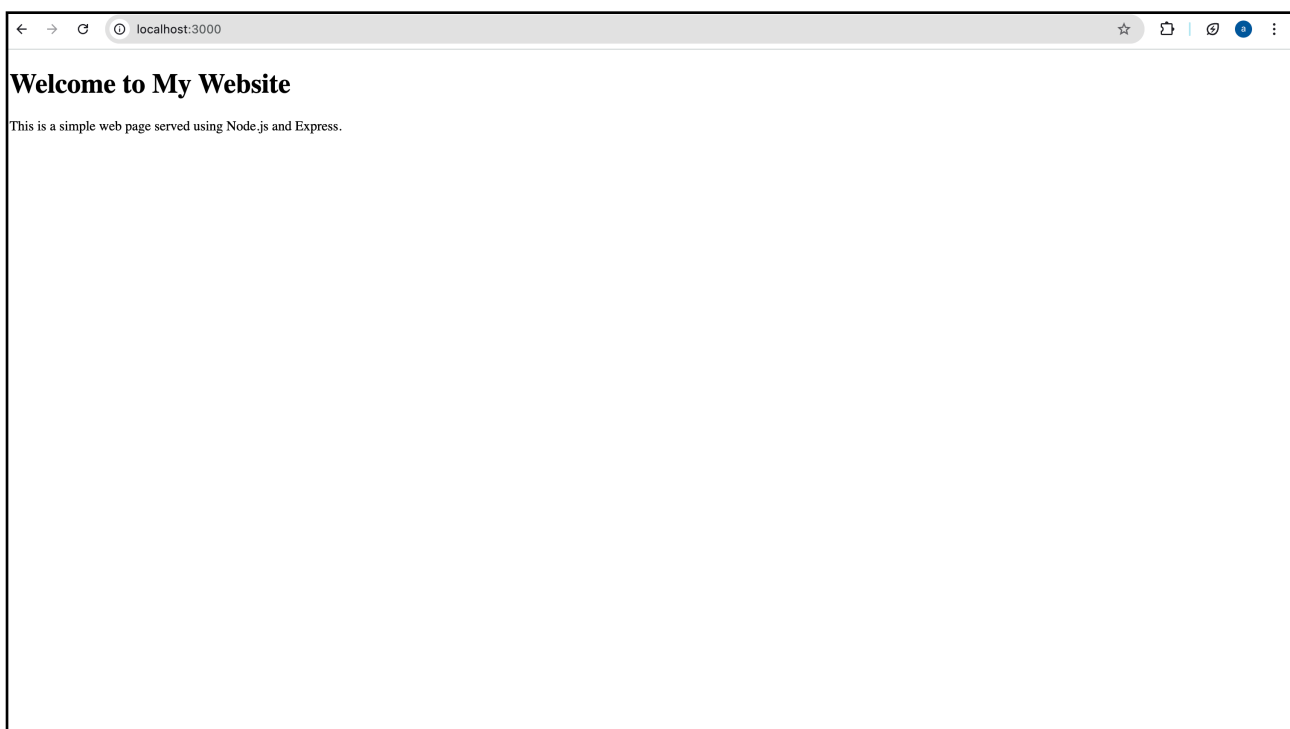 localhost:3000
a
Welcome to My Website
This is a simple web page served using Node.js and Express.